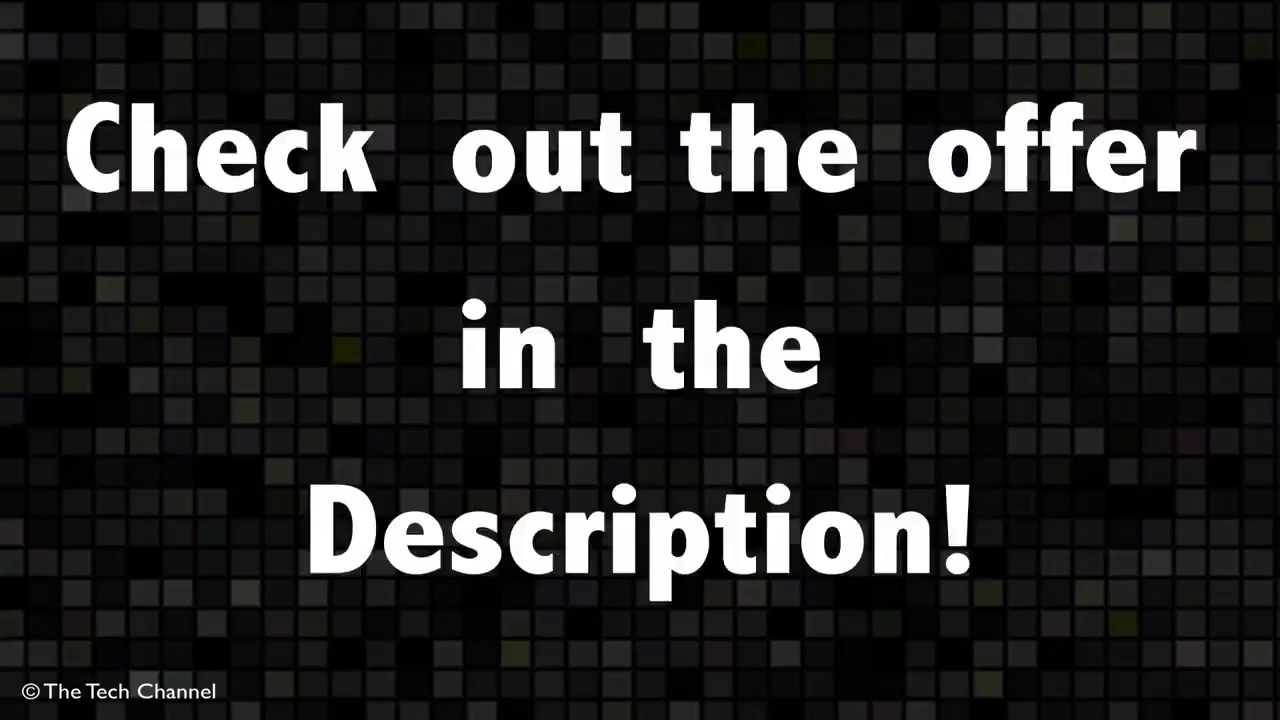 Check out the offer
in the
Description!
© The Tech Channel